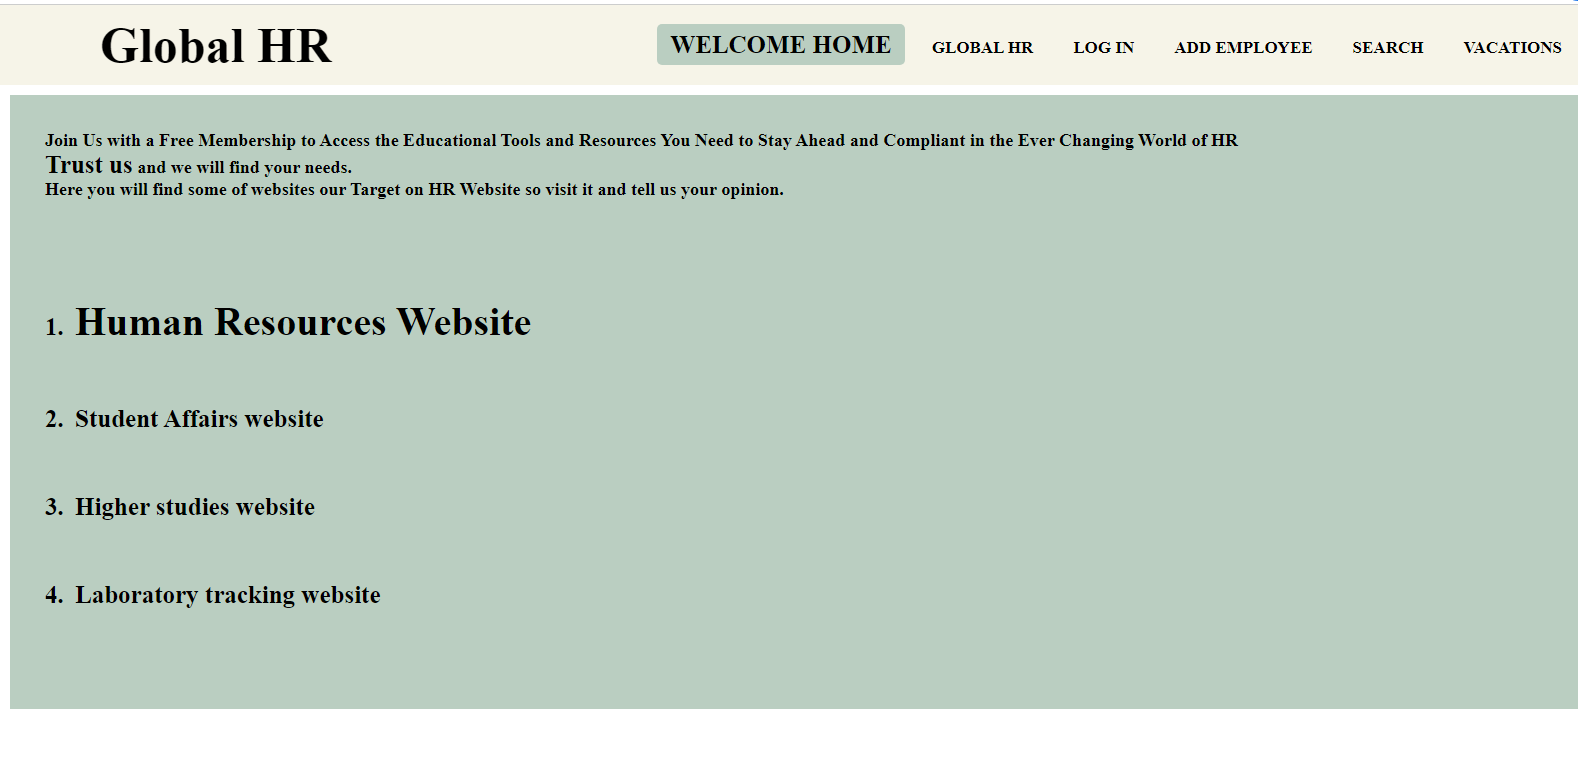 Global HR
WELCOME HOME
GLOBAL HR
LOG IN
ADD EMPLOYEE
SEARCH
VACATIONS
Join Us with a Free Membership to Access the Educational Tools and Resources You Need to Stay Ahead and Compliant in the Ever Changing World of HR
Trust us and we will find your needs.
Here you will find some of websites our Target on HR Website so visit it and tell us your opinion.
1. Human Resources Website
2. Student Affairs website
3. Higher studies website
4. Laboratory tracking website